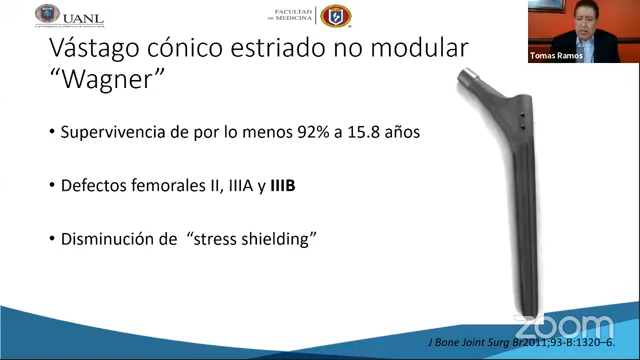 UANL
FACULTAD
DE MEDICINA
Tomas Ramos
Vástago cónico estriado no modular
“Wagner”
• Supervivencia de por lo menos 92% a 15.8 años
• Defectos femorales II, IIIA y IIIB
• Disminución de “stress shielding”
zoom
J Bone Joint Surg Br2011;93-B:1320–6.